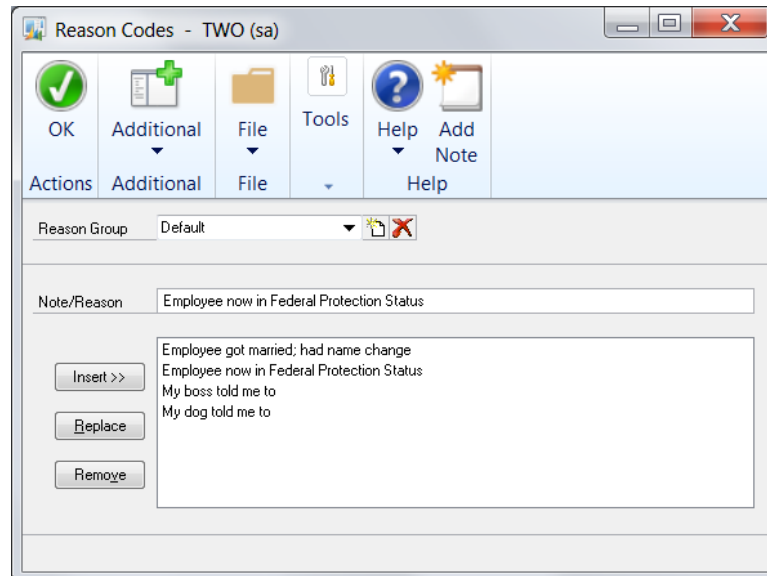 Reason Codes - TWO (sa)
OK
Additional
File
Tools
Help
Add
Note
Actions
Additional
File
Help
Reason Group
Default
Note/Reason
Employee now in Federal Protection Status
Employee got married; had name change
Employee now in Federal Protection Status
My boss told me to
My dog told me to
Insert >>
Replace
Remove